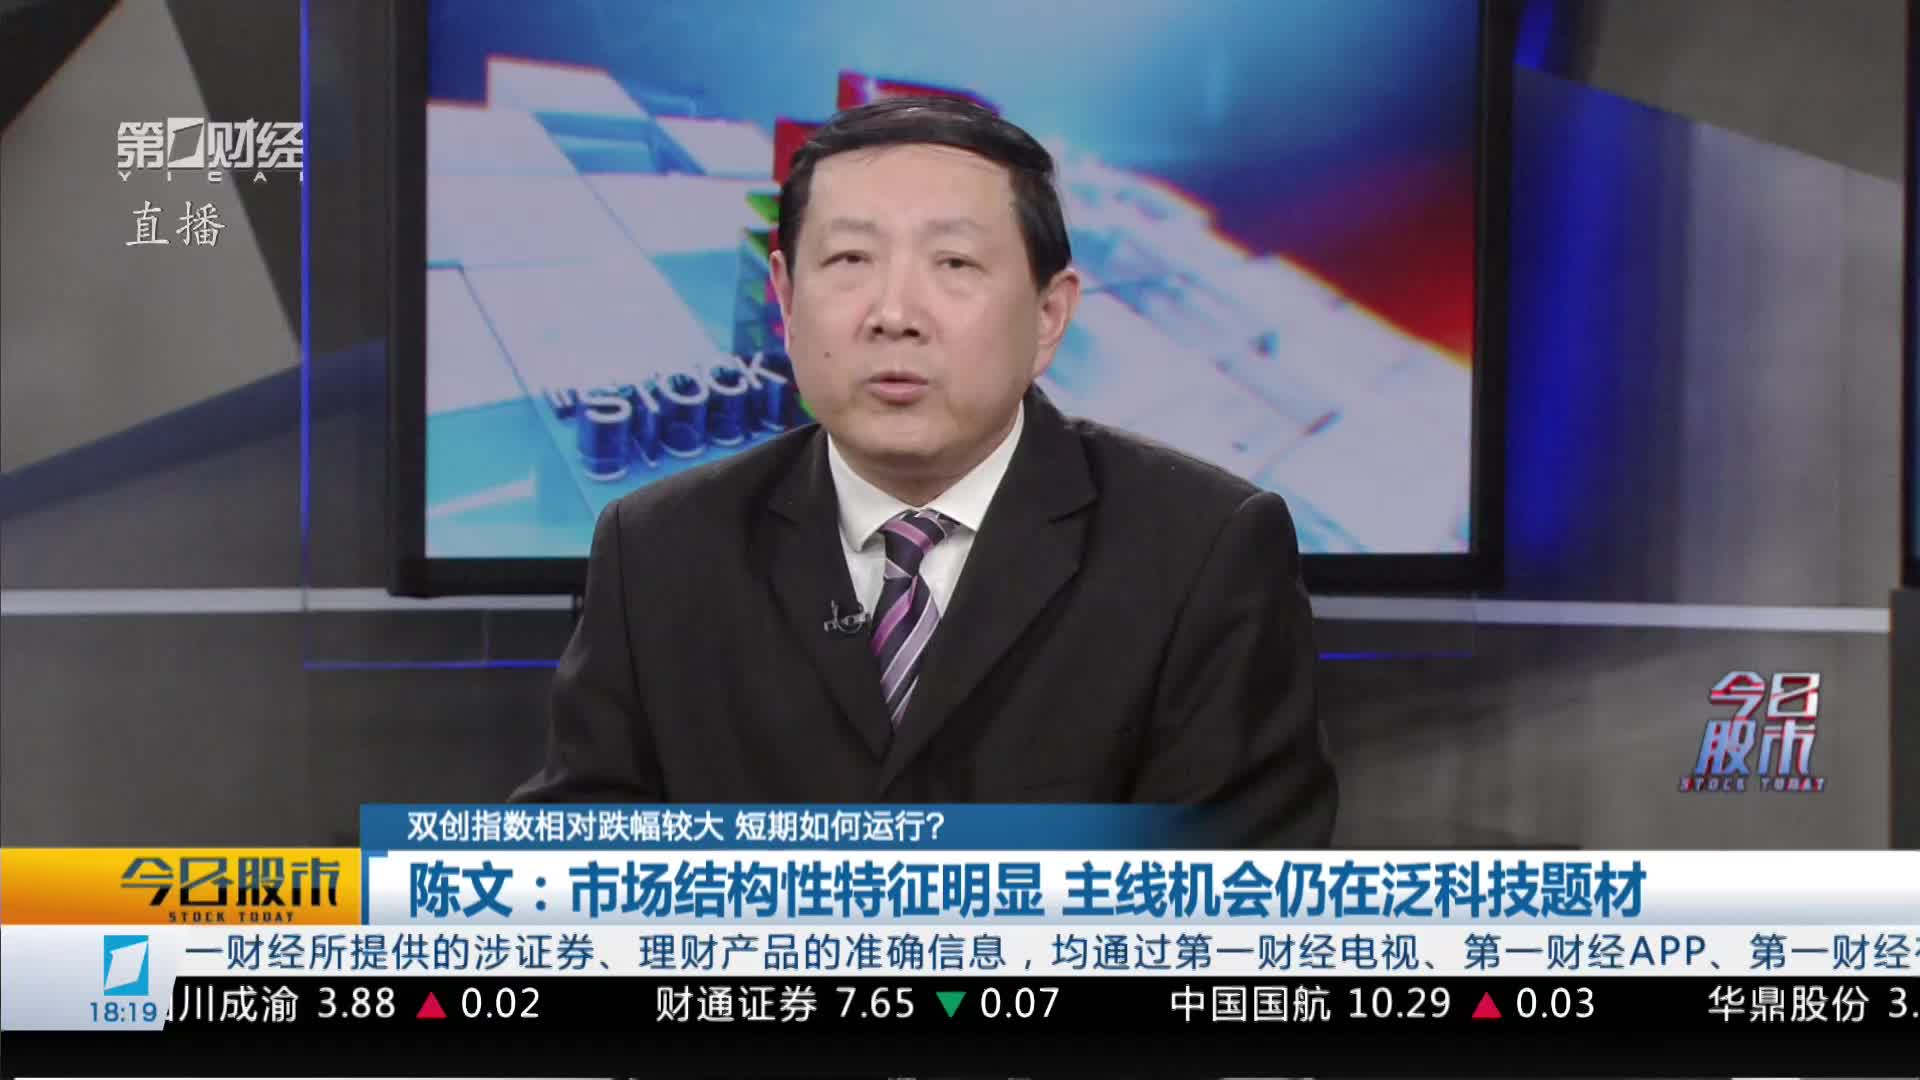 第一财经
YICAI
直播
"STOCK
今日
股市
STOCK TODAY
双创指数相对跌幅较大 短期如何运行?
今日股市
STOCK TODAY
陈文：市场结构性特征明显 主线机会仍在泛科技题材
一财经所提供的涉证券、理财产品的准确信息，均通过第一财经电视、第一财经APP、第一财经
18:19
川成渝 3.88 ▲ 0.02 财通证券 7.65 ▼ 0.07 中国国航 10.29 ▲ 0.03 华鼎股份 3.